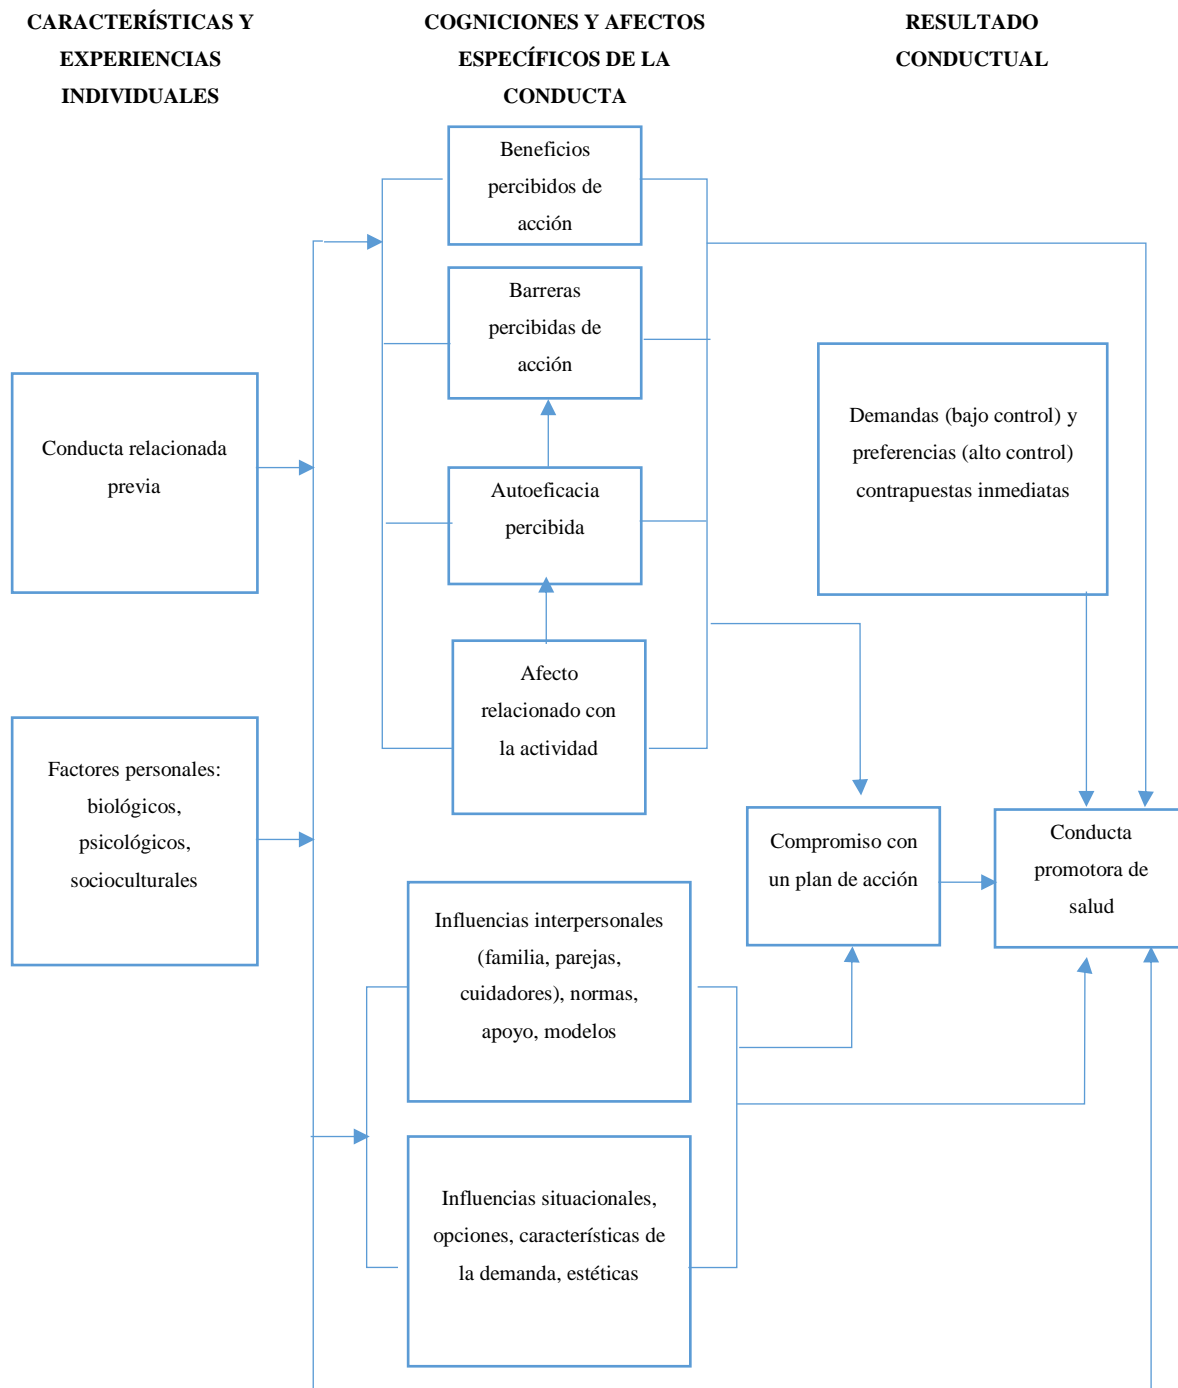 CARACTERÍSTICAS Y
EXPERIENCIAS
INDIVIDUALES
COGNICIONES Y AFECTOS
ESPECÍFICOS DE LA
CONDUCTA
RESULTADO
CONDUCTUAL
Beneficios
percibidos de
acción
Barreras
percibidas de
acción
Conducta relacionada
previa
Demandas (bajo control) y
preferencias (alto control)
contrapuestas inmediatas
Autoeficacia
percibida
Afecto
relacionado con
la actividad
Factores personales:
biológicos,
psicológicos,
socioculturales
Compromiso con
un plan de acción
Conducta
promotora de
salud
Influencias interpersonales
(familia, parejas,
cuidadores), normas,
apoyo, modelos
Influencias situacionales,
opciones, características de
la demanda, estéticas